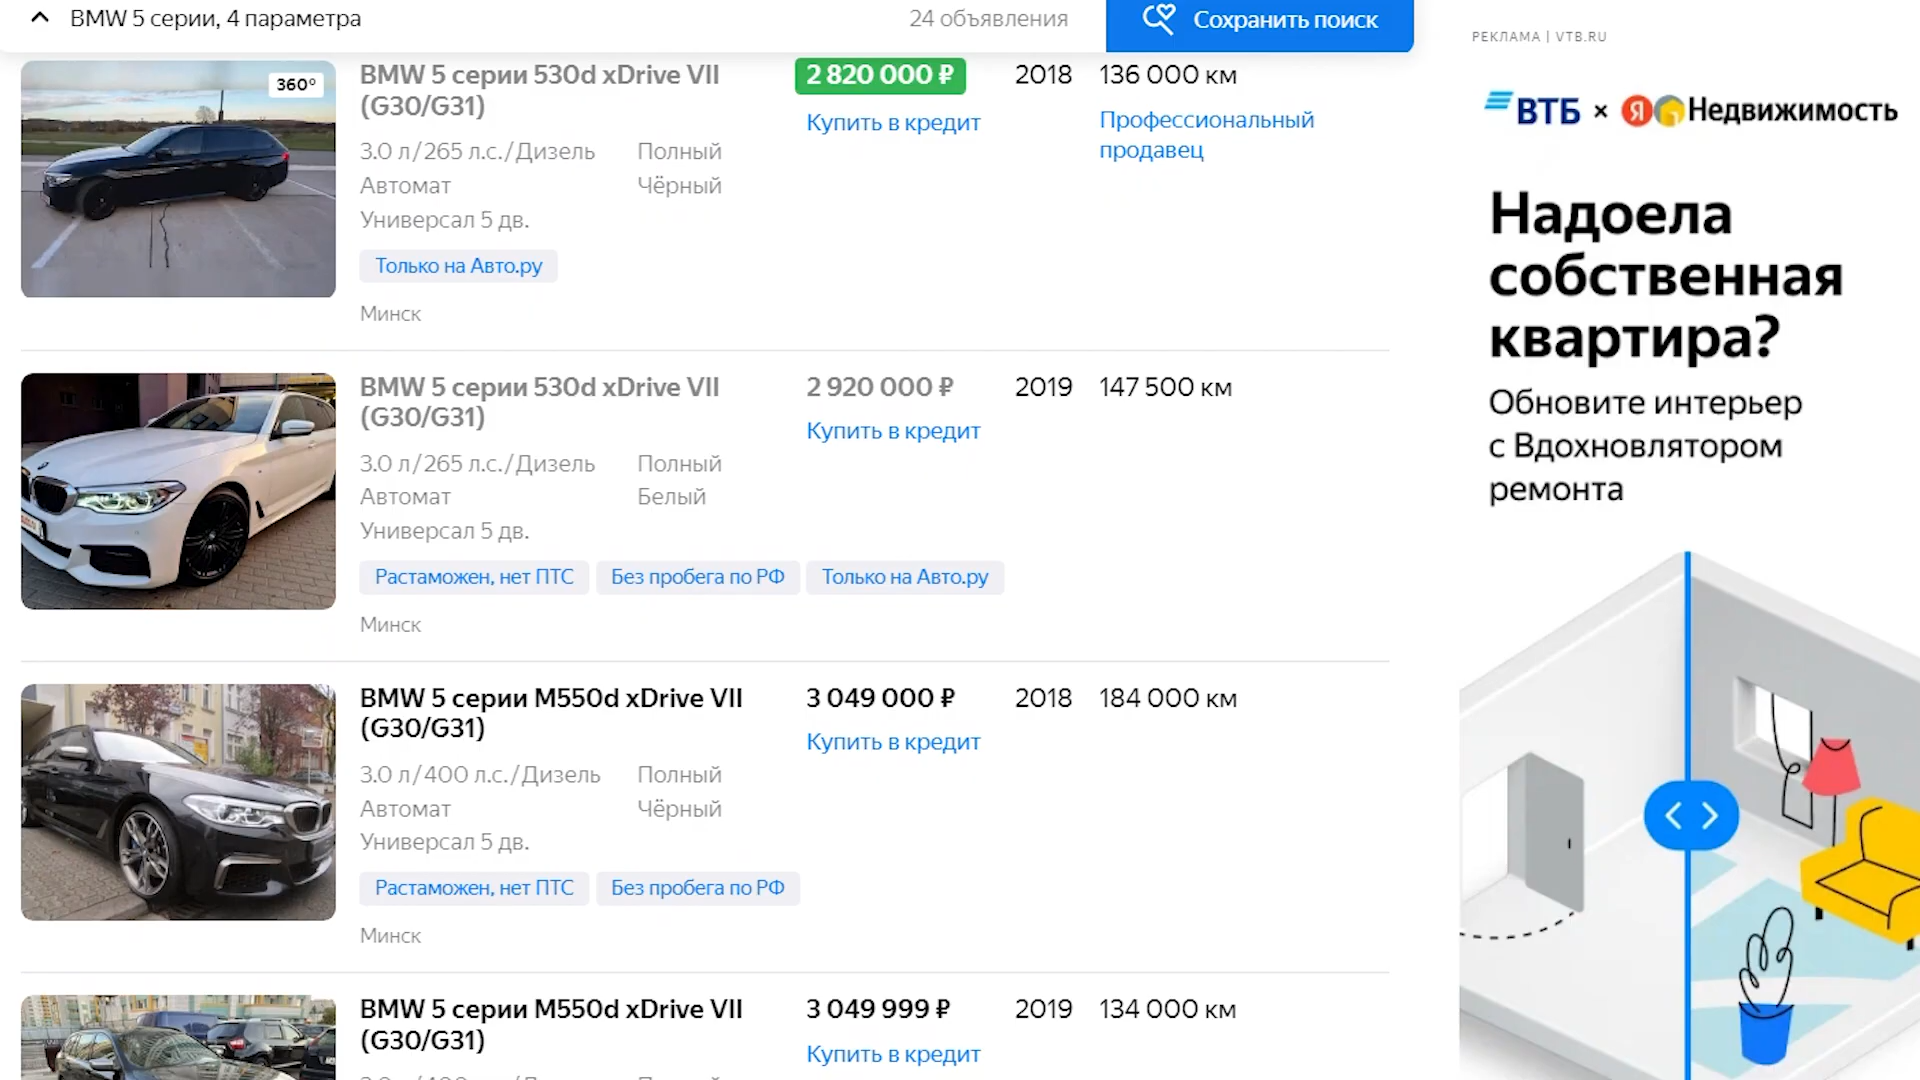 BMW 5 серии, 4 параметра
24 объявления
Сохранить поиск
360°
BMW 5 серии 530d xDrive VII
(G30/G31)
2 820 000 ₽
2018
136 000 км
Купить в кредит
Профессиональный
продавец
3.0 л/265 л.с./Дизель
Полный
Автомат
Чёрный
Универсал 5 дв.
Только на Авто.ру
Минск
BMW 5 серии 530d xDrive VII
(G30/G31)
2 920 000 ₽
2019
147 500 км
Купить в кредит
3.0 л/265 л.с./Дизель
Полный
Автомат
Белый
Универсал 5 дв.
Растаможен, нет ПТС
Без пробега по РФ
Только на Авто.ру
Минск
BMW 5 серии M550d xDrive VII
(G30/G31)
3 049 000 ₽
2018
184 000 км
Купить в кредит
3.0 л/400 л.с./Дизель
Полный
Автомат
Чёрный
Универсал 5 дв.
Растаможен, нет ПТС
Без пробега по РФ
Минск
BMW 5 серии M550d xDrive VII
(G30/G31)
3 049 999 ₽
2019
134 000 км
Купить в кредит
РЕКЛАМА | VTB.RU
ВТБ × Я Недвижимость
Надоела
собственная
квартира?
Обновите интерьер
с Вдохновлятором
ремонта